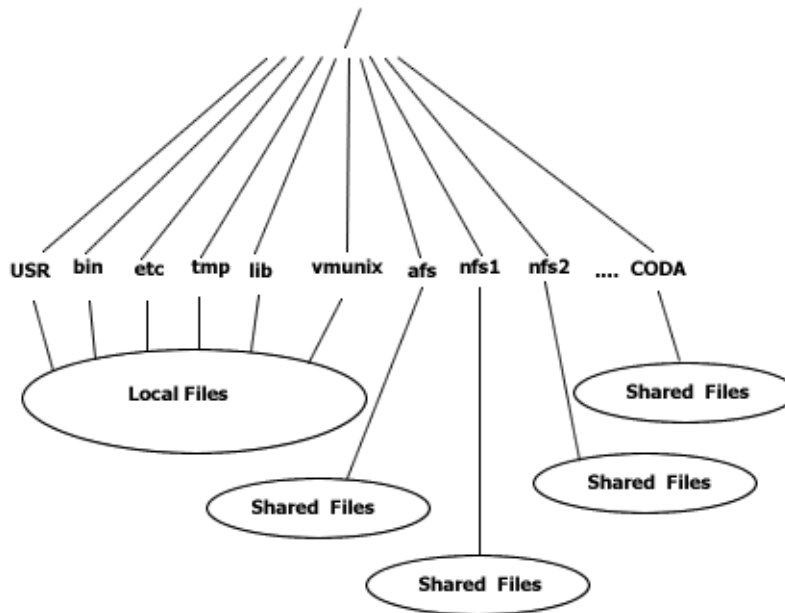 /
USR bin etc tmp lib vmunix afs nfs1 nfs2 .... CODA
Local Files
Shared Files
Shared Files
Shared Files
Shared Files